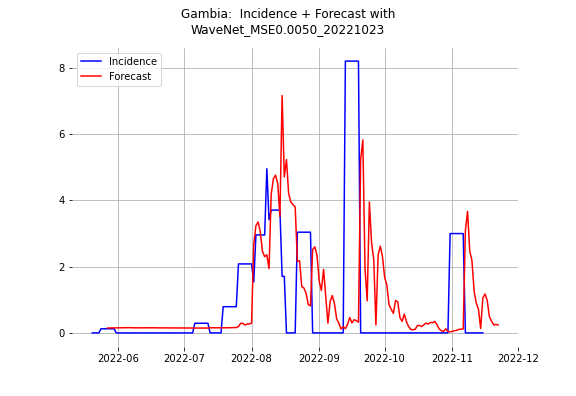 Gambia:  Incidence + Forecast with
WaveNet_MSE0.0050_20221023
Incidence
Forecast
8
6
4
2
0
2022-06 2022-07 2022-08 2022-09 2022-10 2022-11 2022-12